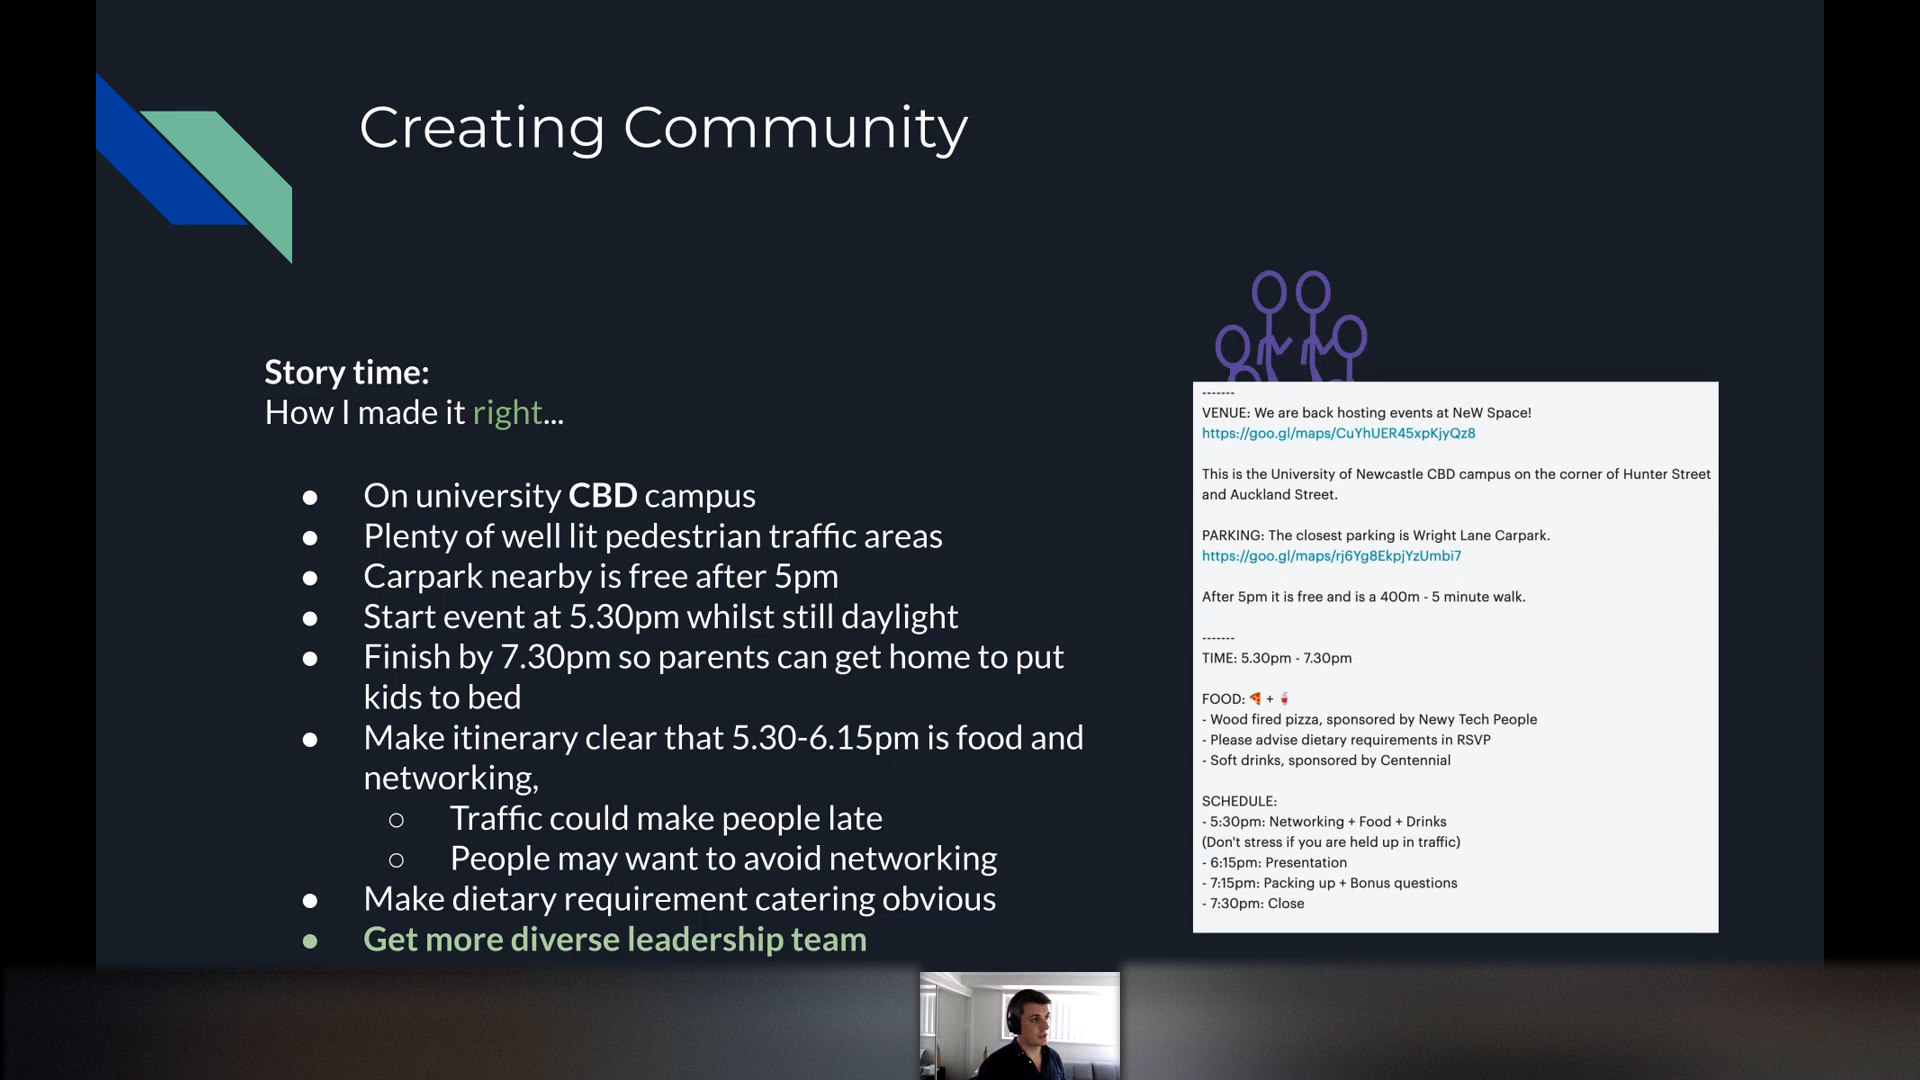 Creating Community
Story time:
How I made it right...
● On university CBD campus
● Plenty of well lit pedestrian traffic areas
● Carpark nearby is free after 5pm
● Start event at 5.30pm whilst still daylight
● Finish by 7.30pm so parents can get home to put
kids to bed
● Make itinerary clear that 5.30-6.15pm is food and
networking,
○ Traffic could make people late
○ People may want to avoid networking
● Make dietary requirement catering obvious
● Get more diverse leadership team
-------
VENUE: We are back hosting events at NeW Space!
https://goo.gl/maps/CuYhUER45xpKjyQz8
This is the University of Newcastle CBD campus on the corner of Hunter Street
and Auckland Street.
PARKING: The closest parking is Wright Lane Carpark.
https://goo.gl/maps/rj6Yg8EkpjYzUmbi7
After 5pm it is free and is a 400m - 5 minute walk.
-------
TIME: 5.30pm - 7.30pm
FOOD: 🍕 + 🥤
- Wood fired pizza, sponsored by Newy Tech People
- Please advise dietary requirements in RSVP
- Soft drinks, sponsored by Centennial
SCHEDULE:
- 5:30pm: Networking + Food + Drinks
(Don't stress if you are held up in traffic)
- 6:15pm: Presentation
- 7:15pm: Packing up + Bonus questions
- 7:30pm: Close